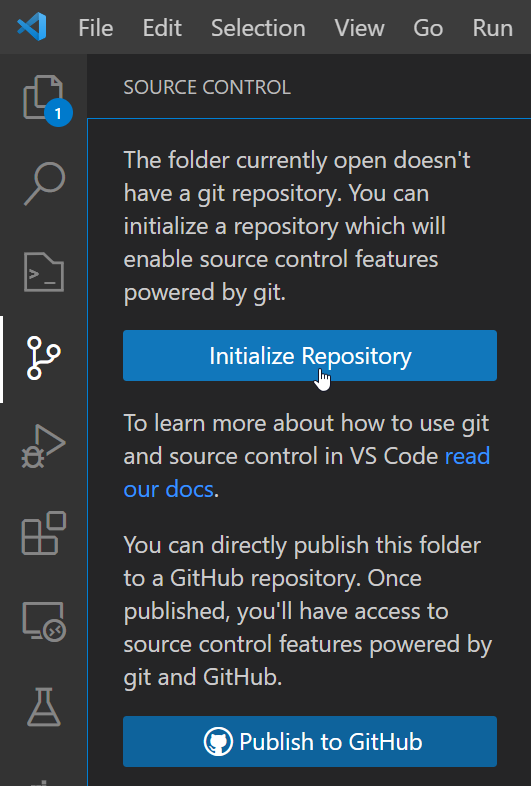 File Edit Selection View Go Run
SOURCE CONTROL
1
The folder currently open doesn't
have a git repository. You can
initialize a repository which will
enable source control features
powered by git.
Initialize Repository
To learn more about how to use git
and source control in VS Code read
our docs.
You can directly publish this folder
to a GitHub repository. Once
published, you'll have access to
source control features powered by
git and GitHub.
Publish to GitHub